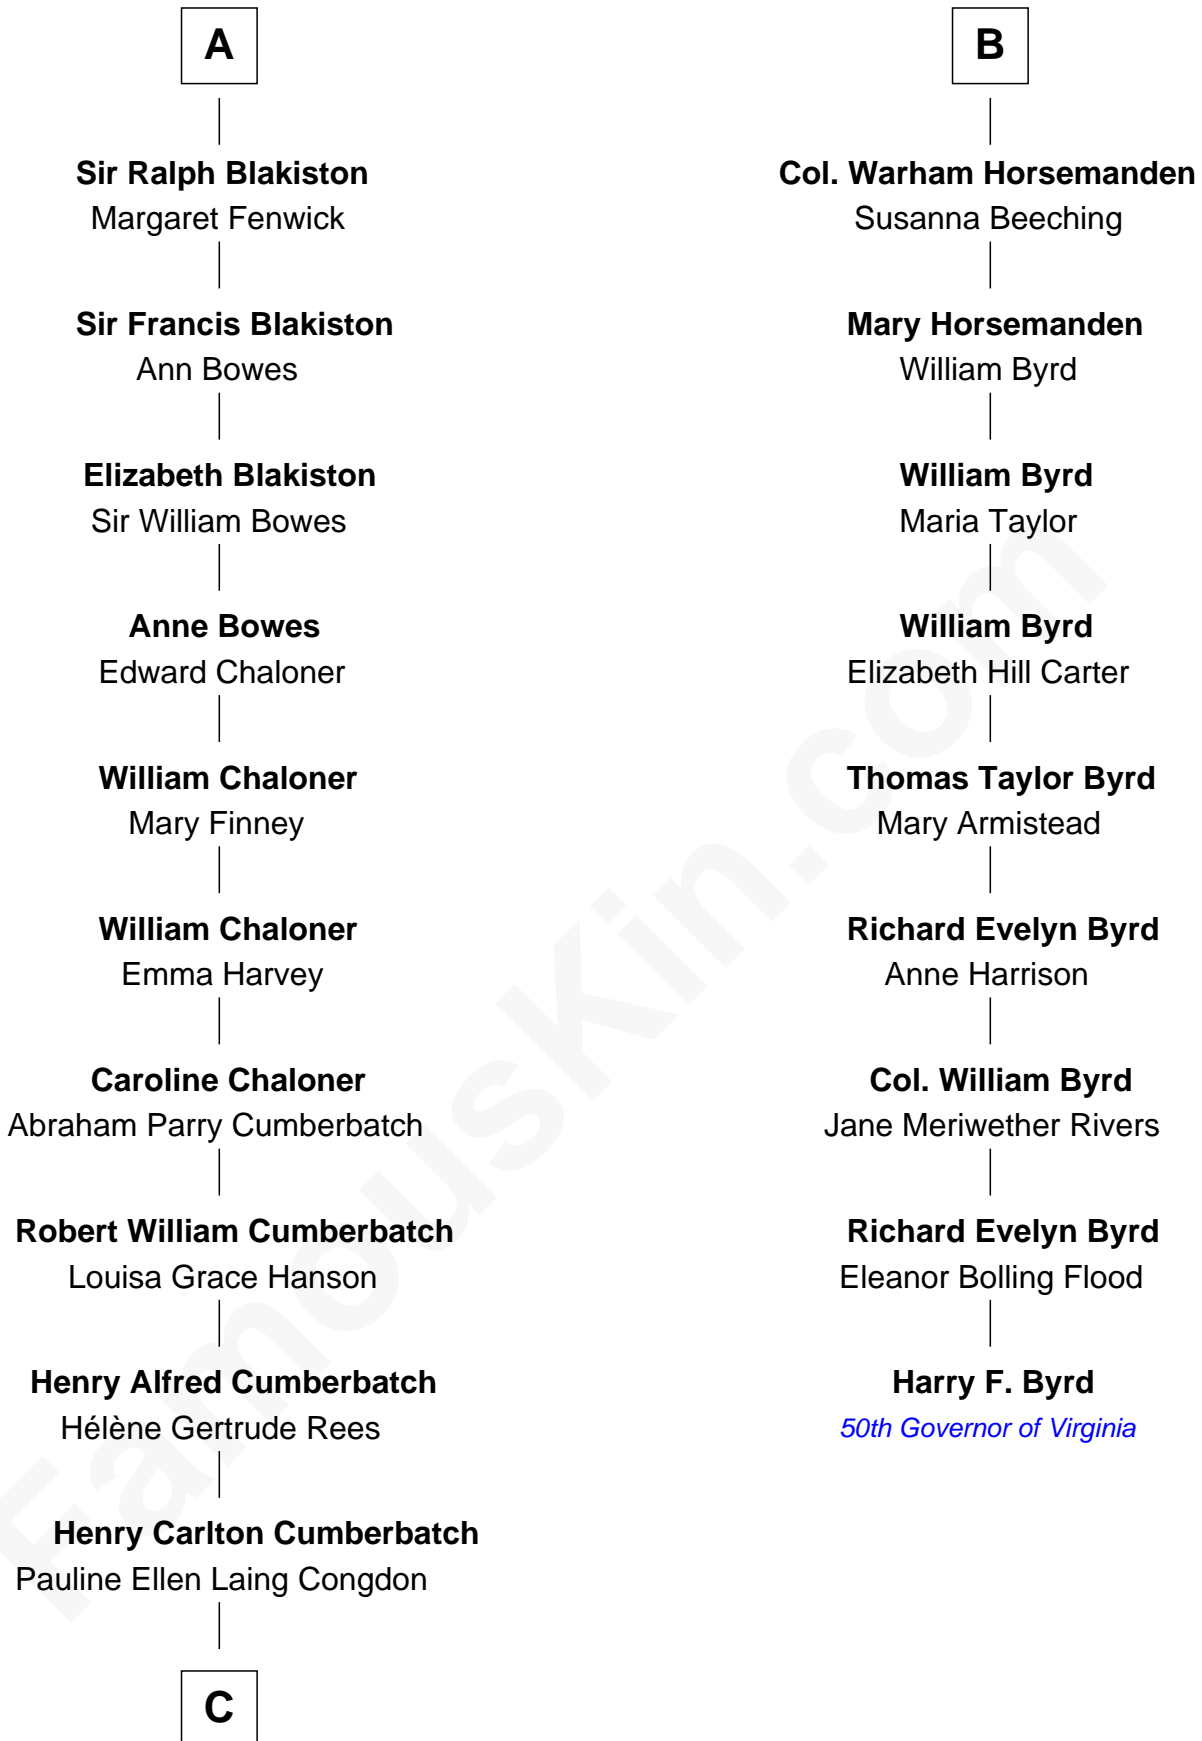 A
Sir Ralph Blakiston
Margaret Fenwick
Sir Francis Blakiston
Ann Bowes
Elizabeth Blakiston
Sir William Bowes
Anne Bowes
Edward Chaloner
William Chaloner
Mary Finney
William Chaloner
Emma Harvey
Caroline Chaloner
Abraham Parry Cumberbatch
Robert William Cumberbatch
Louisa Grace Hanson
Henry Alfred Cumberbatch
Hélène Gertrude Rees
Henry Carlton Cumberbatch
Pauline Ellen Laing Congdon
C
B
Col. Warham Horsemanden
Susanna Beeching
Mary Horsemanden
William Byrd
William Byrd
Maria Taylor
William Byrd
Elizabeth Hill Carter
Thomas Taylor Byrd
Mary Armistead
Richard Evelyn Byrd
Anne Harrison
Col. William Byrd
Jane Meriwether Rivers
Richard Evelyn Byrd
Eleanor Bolling Flood
Harry F. Byrd
50th Governor of Virginia
FamousKin.com